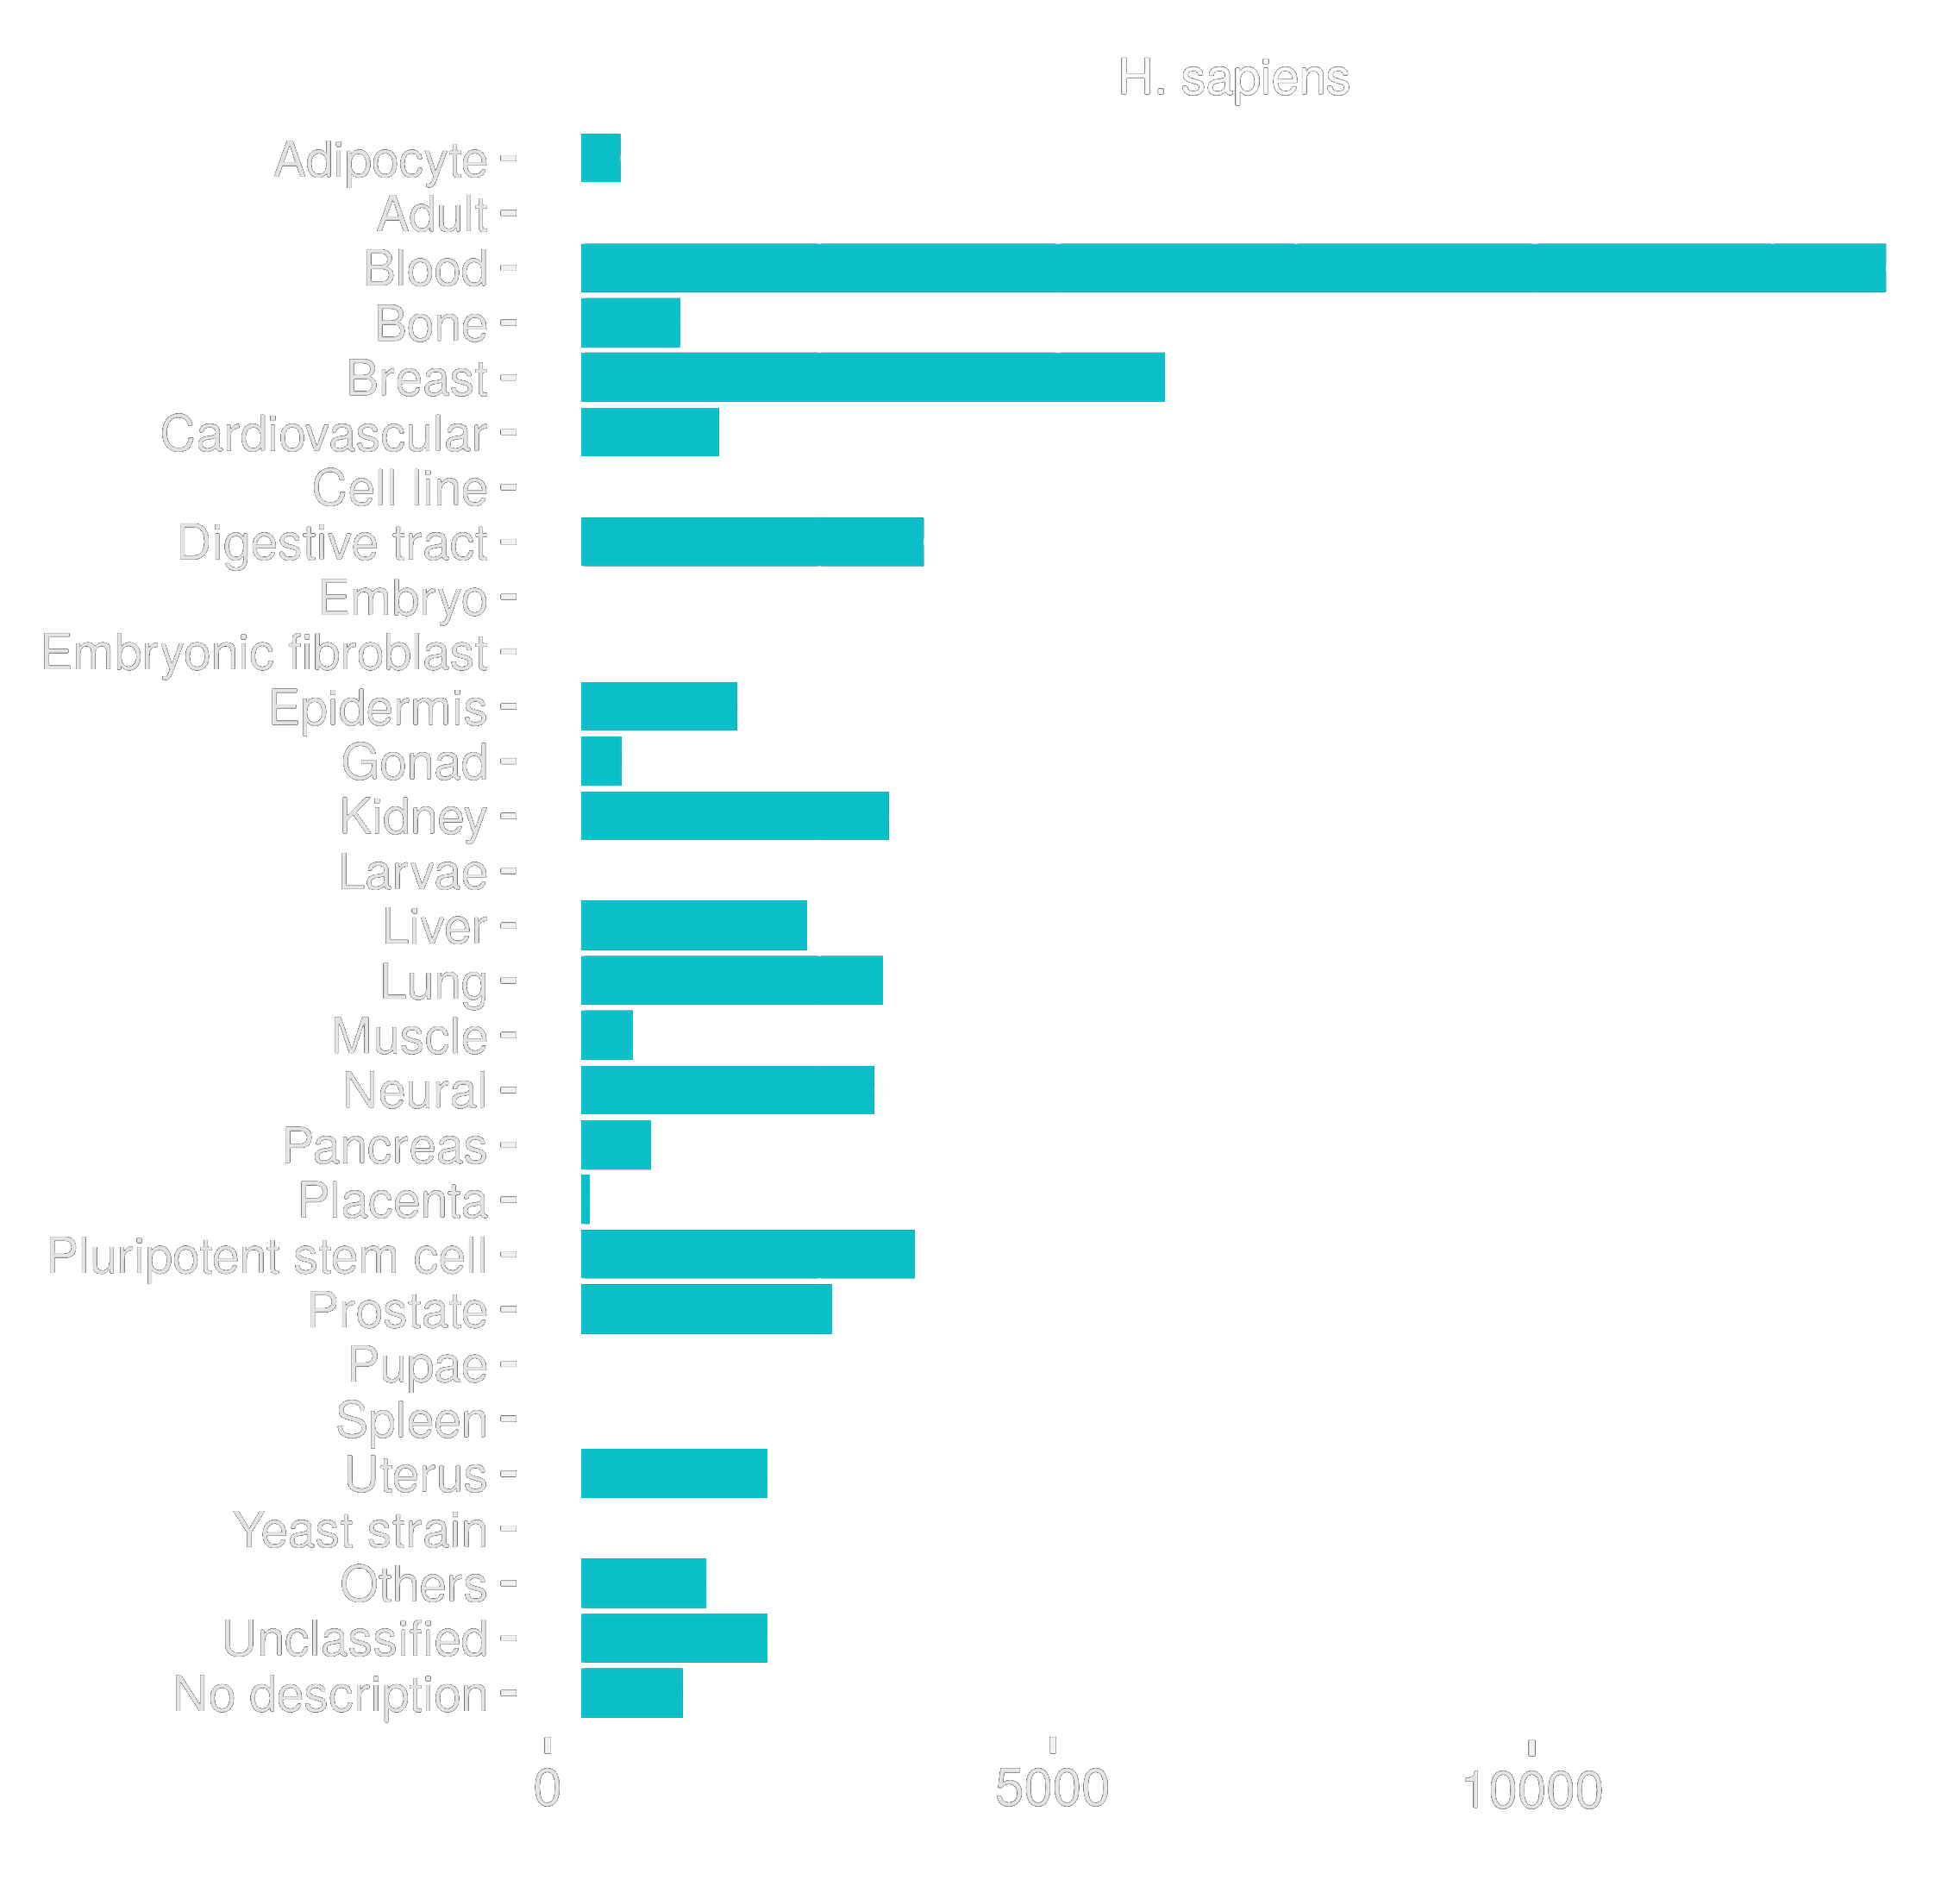 H. sapiens
Adipocyte
Adult
Blood
Bone
Breast
Cardiovascular
Cell line
Digestive tract
Embryo
Embryonic fibroblast
Epidermis
Gonad
Kidney
Larvae
Liver
Lung
Muscle
Neural
Pancreas
Placenta
Pluripotent stem cell
Prostate
Pupae
Spleen
Uterus
Yeast strain
Others
Unclassified
No description
0 5000 10000